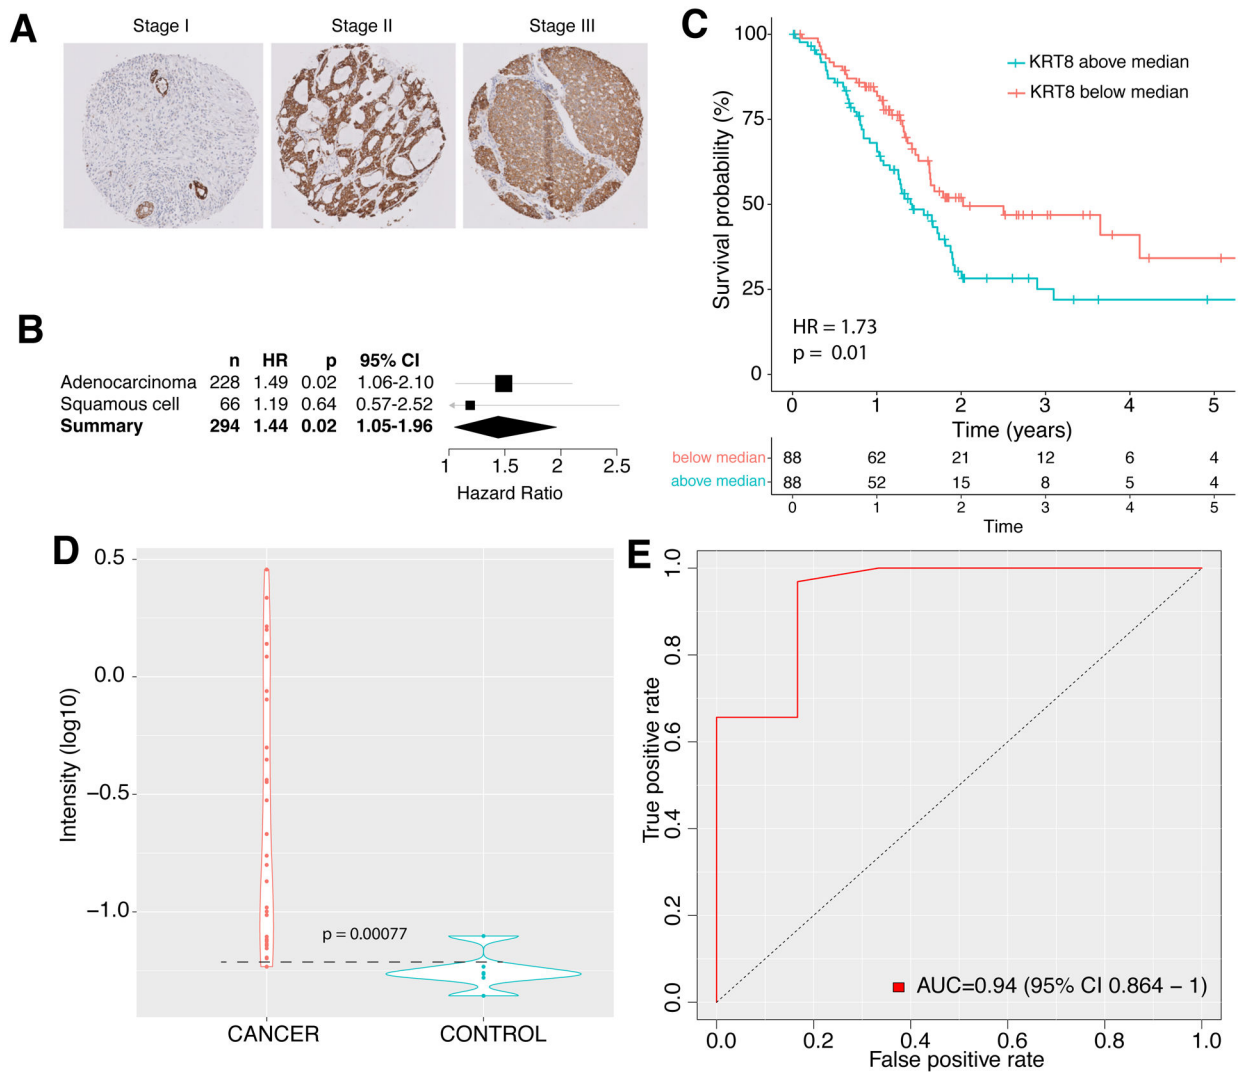 A
Stage I
Stage II
Stage III
B
n HR p 95% CI
Adenocarcinoma 228 1.49 0.02 1.06-2.10
Squamous cell 66 1.19 0.64 0.57-2.52
Summary 294 1.44 0.02 1.05-1.96
1 1.5 2 2.5
Hazard Ratio
C
100
75
50
25
0
Survival probability (%)
KRT8 above median
KRT8 below median
HR = 1.73
p = 0.01
0 1 2 3 4 5
Time (years)
below median 88 62 21 12 6 4
above median 88 52 15 8 5 4
0 1 2 3 4 5
Time
D
0.5
0.0
−0.5
−1.0
Intensity (log10)
p = 0.00077
CANCER CONTROL
E
1.0
0.8
0.6
0.4
0.2
0.0
True positive rate
AUC=0.94 (95% CI 0.864 − 1)
0.0 0.2 0.4 0.6 0.8 1.0
False positive rate